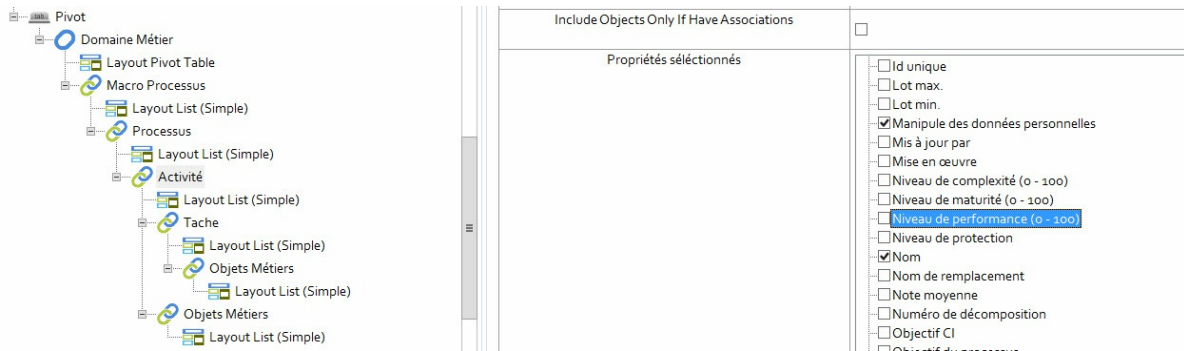 Pivot
Domaine Métier
Layout Pivot Table
Macro Processus
Layout List (Simple)
Processus
Layout List (Simple)
Activité
Layout List (Simple)
Tache
Layout List (Simple)
Objets Métiers
Layout List (Simple)
Objets Métiers
Layout List (Simple)
Include Objects Only If Have Associations
Propriétés séléctionnés
Id unique
Lot max.
Lot min.
Manipule des données personnelles
Mis à jour par
Mise en œuvre
Niveau de complexité (0 - 100)
Niveau de maturité (0 - 100)
Niveau de performance (0 - 100)
Niveau de protection
Nom
Nom de remplacement
Note moyenne
Numéro de décomposition
Objectif CI
Objectif du processus